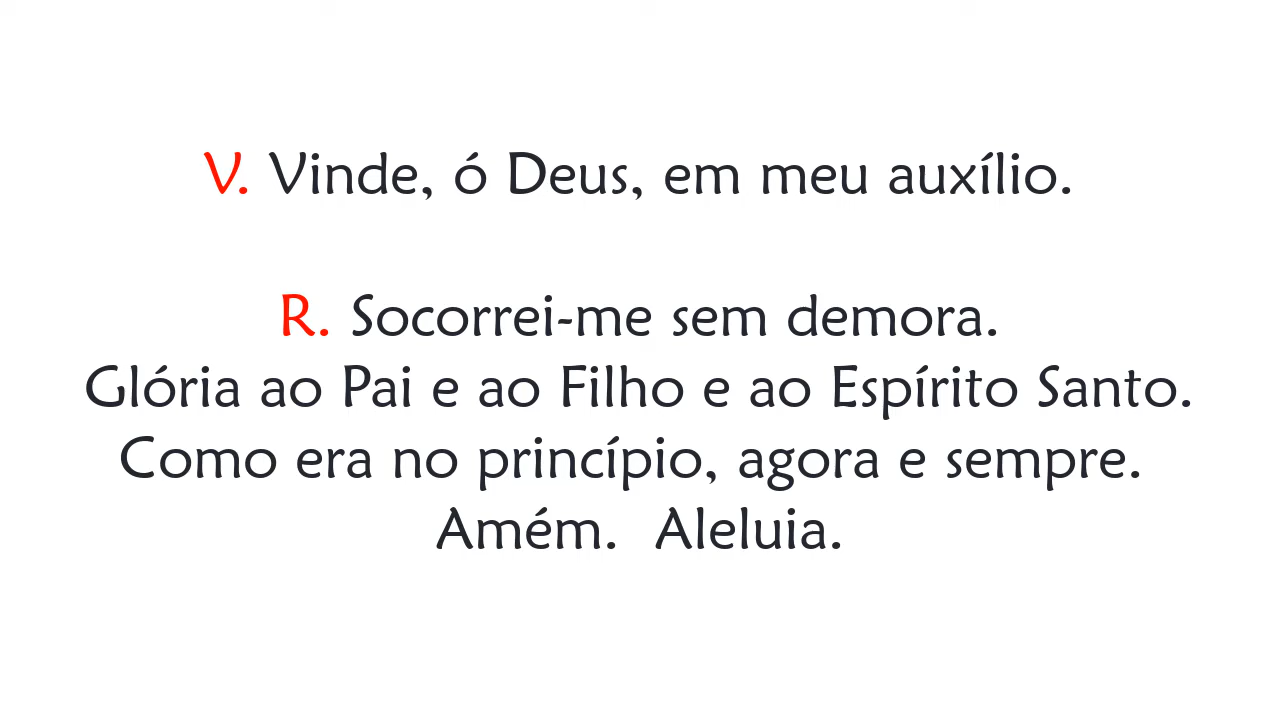 V. Vinde, ó Deus, em meu auxílio.
R. Socorrei-me sem demora.
Glória ao Pai e ao Filho e ao Espírito Santo.
Como era no princípio, agora e sempre.
Amém. Aleluia.